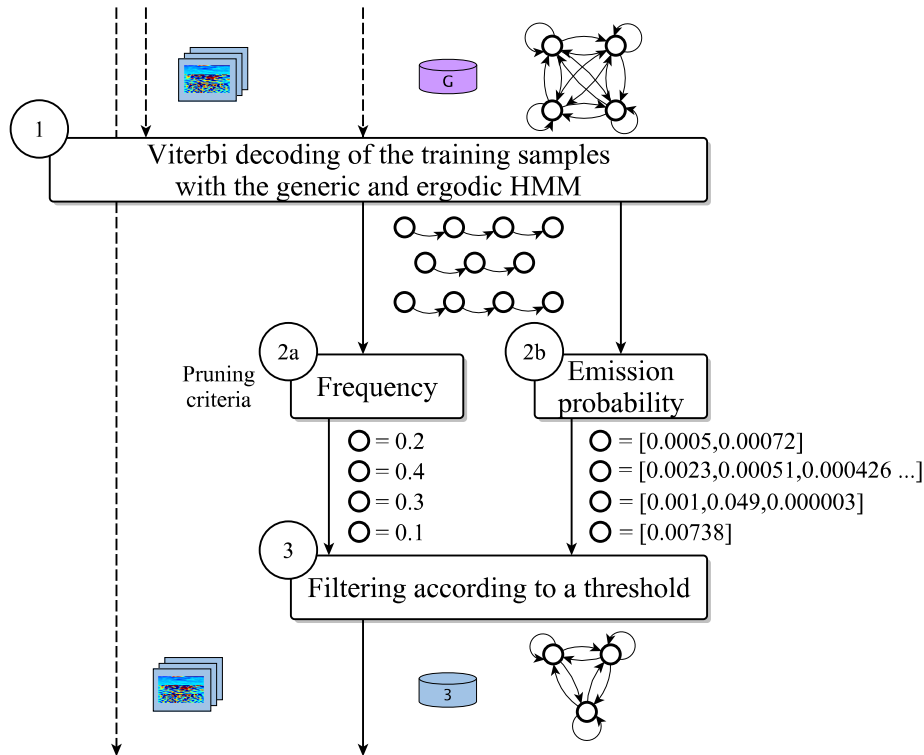 G
1
Viterbi decoding of the training samples
with the generic and ergodic HMM
2a
2b
Pruning
criteria
Frequency
Emission
probability
= 0.2
= 0.4
= 0.3
= 0.1
= [0.0005,0.00072]
= [0.0023,0.00051,0.000426 ...]
= [0.001,0.049,0.000003]
= [0.00738]
3
Filtering according to a threshold
3